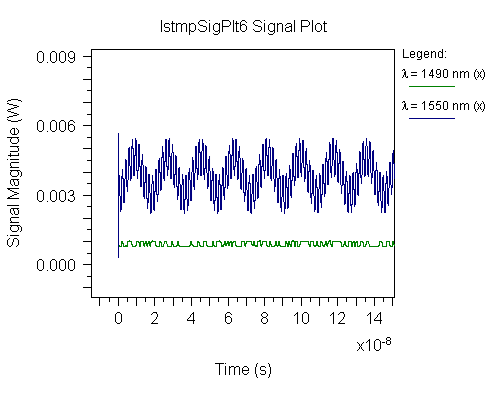 lstmpSigPlt6 Signal Plot
Legend:
λ = 1490 nm (x)
λ = 1550 nm (x)
Signal Magnitude (W)
0.009
0.006
0.003
0.000
0 2 4 6 8 10 12 14
x10-8
Time (s)